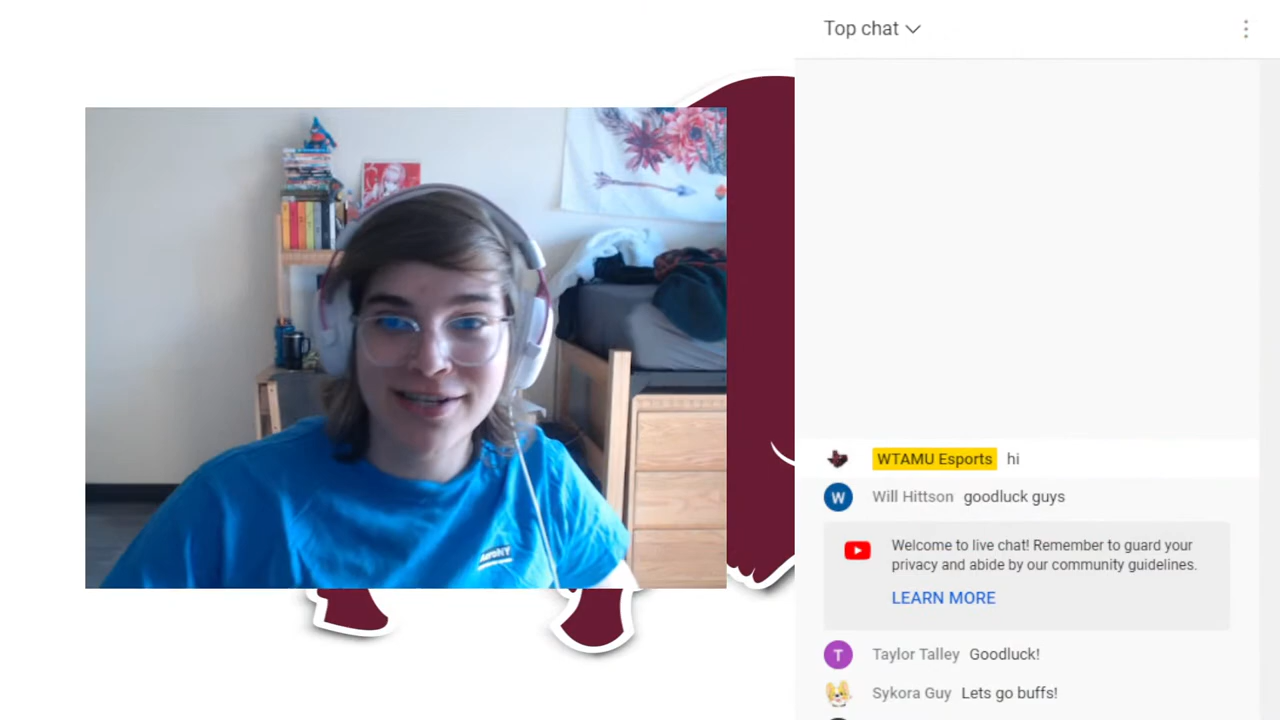 Top chat
WTAMU Esports hi
W Will Hittson goodluck guys
Welcome to live chat! Remember to guard your
privacy and abide by our community guidelines.
LEARN MORE
T Taylor Talley Goodluck!
Sykora Guy Lets go buffs!